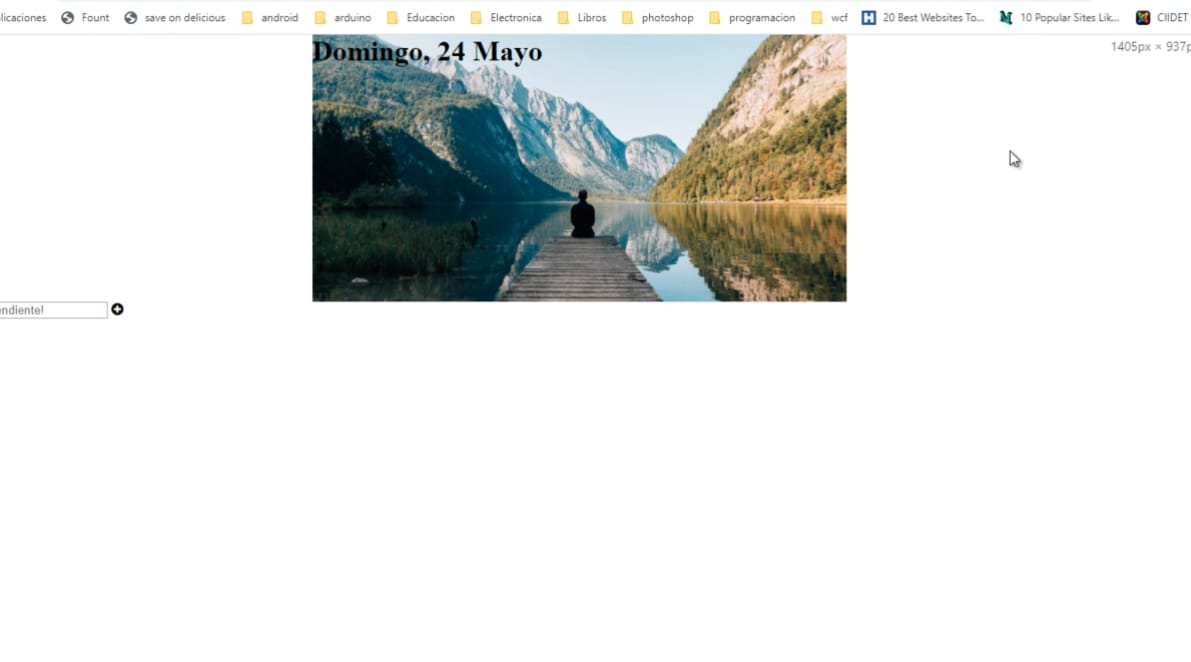 licaciones Fount save on delicious android arduino Educacion Electronica Libros photoshop programacion wcf 20 Best Websites To... 10 Popular Sites Lik... CIIDET
Domingo, 24 Mayo
1405px × 937p
endiente!